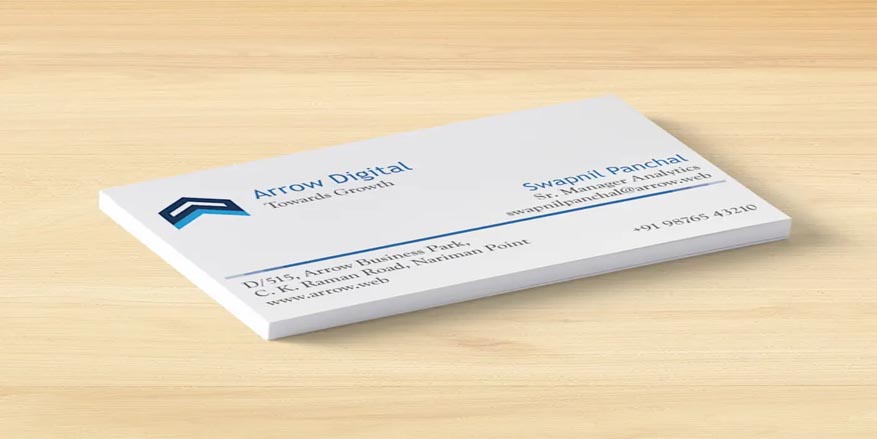 Arrow Digital
Towards Growth
Swapnil Panchal
Sr. Manager Analytics
swapnilpanchal@arrow.web
D/515, Arrow Business Park,
C. K. Raman Road, Nariman Point
www.arrow.web
+91 98765 43210